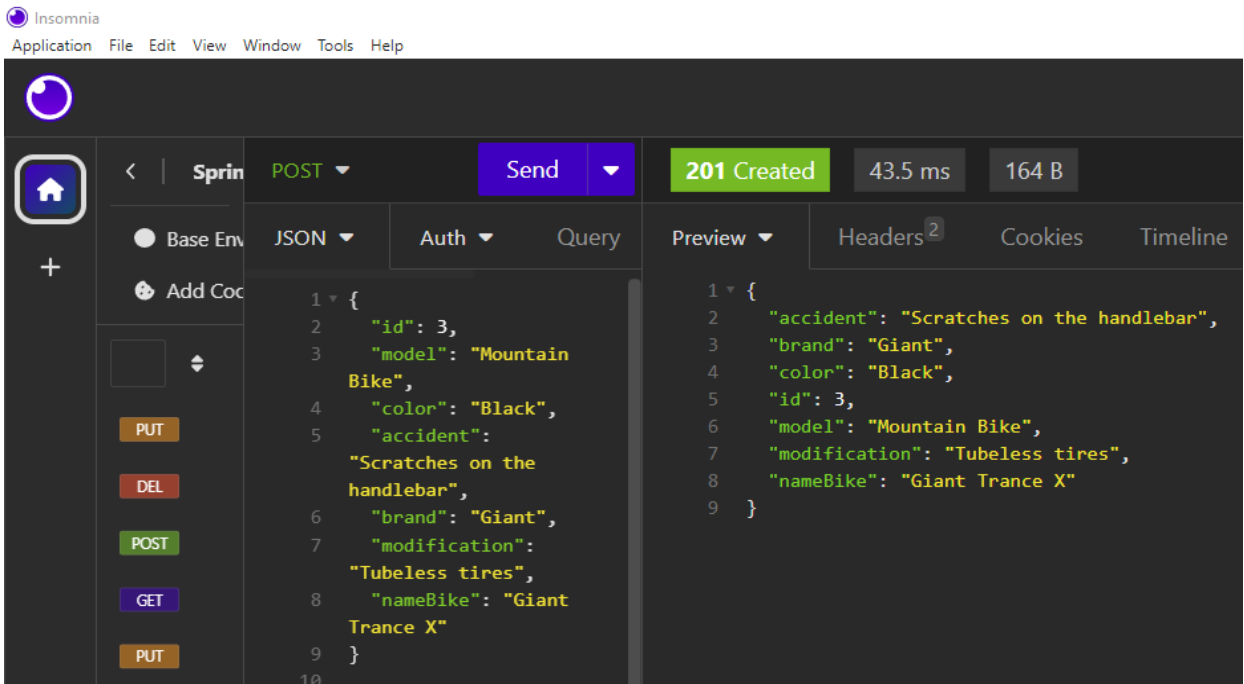 Insomnia
Application File Edit View Window Tools Help
Sprin
Base Env
Add Coo
PUT
DEL
POST
GET
PUT
POST
Send
JSON
Auth
Query
1 {
2 "id": 3,
3 "model": "Mountain
Bike",
4 "color": "Black",
5 "accident":
"Scratches on the
handlebar",
6 "brand": "Giant",
7 "modification":
"Tubeless tires",
8 "nameBike": "Giant
Trance X"
9 }
10
201 Created
43.5 ms
164 B
Preview
Headers 2
Cookies
Timeline
1 {
2 "accident": "Scratches on the handlebar",
3 "brand": "Giant",
4 "color": "Black",
5 "id": 3,
6 "model": "Mountain Bike",
7 "modification": "Tubeless tires",
8 "nameBike": "Giant Trance X"
9 }